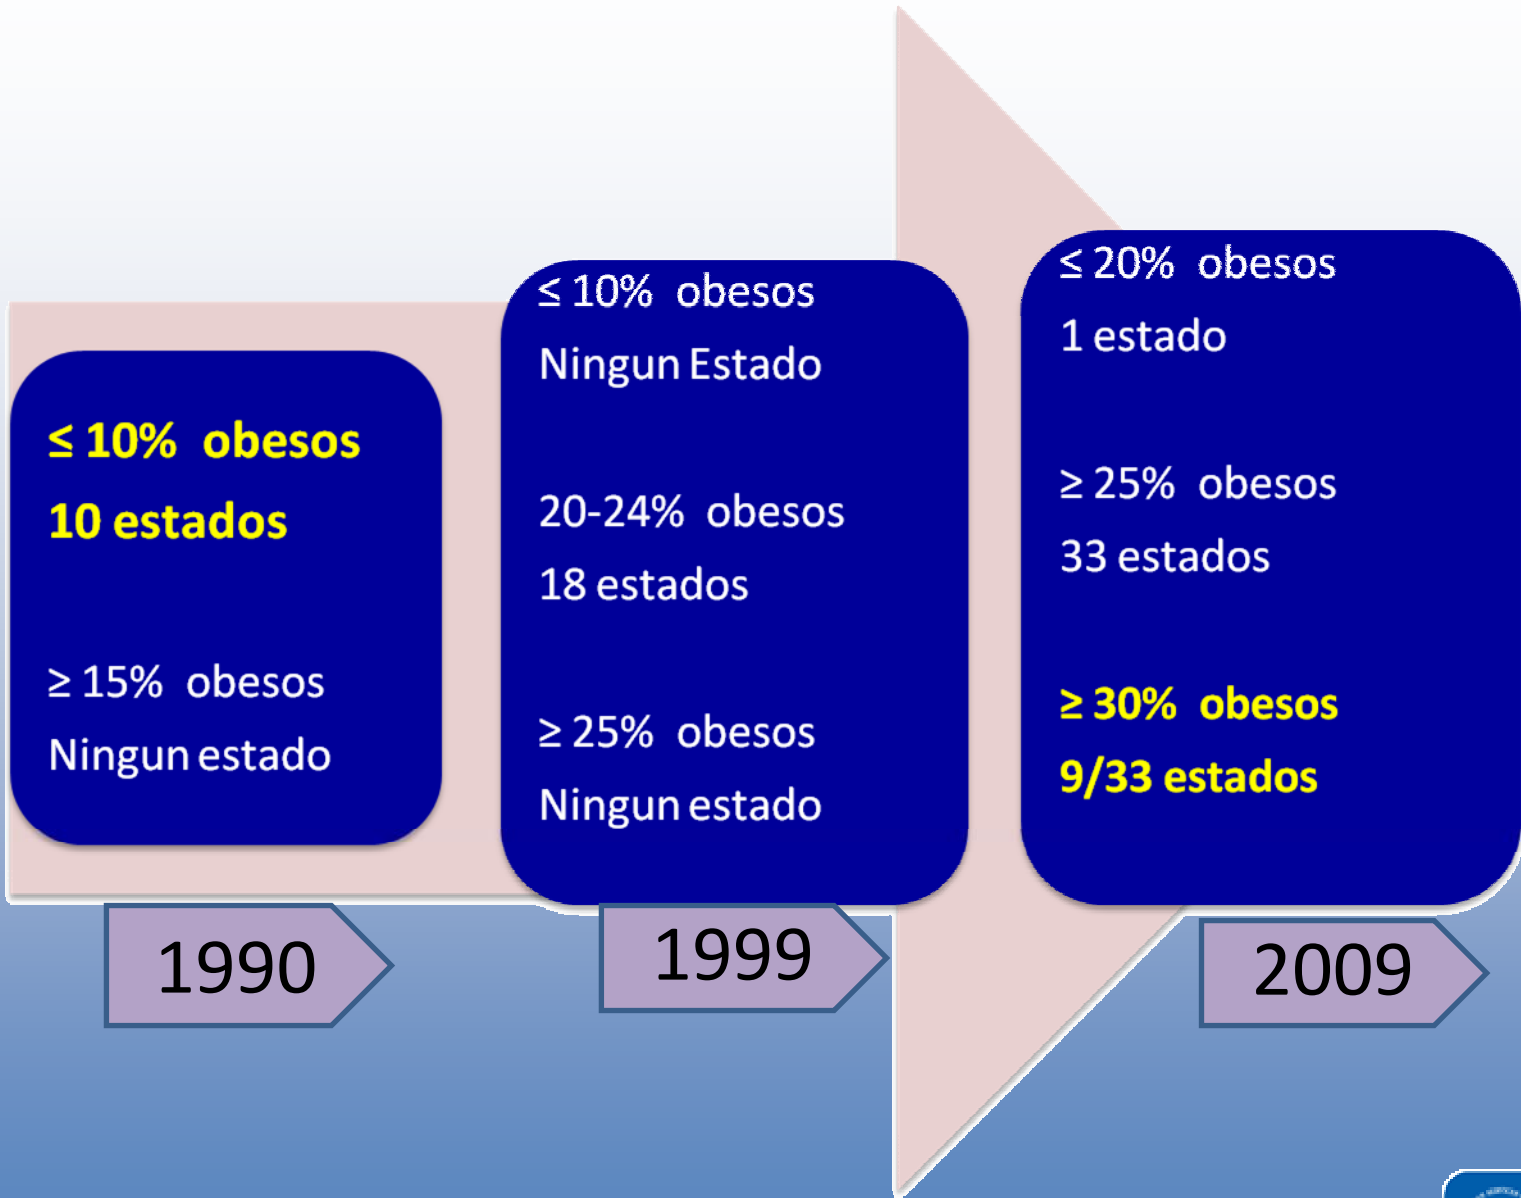 ≤ 10% obesos
10 estados
≥ 15% obesos
Ningun estado
1990
≤ 10% obesos
Ningun Estado
20-24% obesos
18 estados
≥ 25% obesos
Ningun estado
1999
≤ 20% obesos
1 estado
≥ 25% obesos
33 estados
≥ 30% obesos
9/33 estados
2009